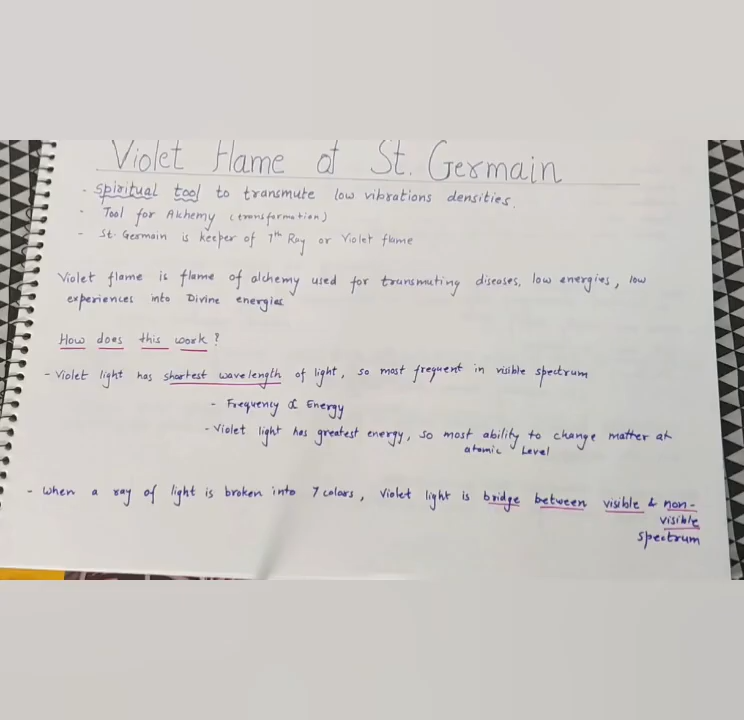 Violet Flame of St. Germain
- spiritual tool to transmute low vibrations densities.
- Tool for Alchemy (transformation)
- St. Germain is keeper of 7th Ray or Violet flame
Violet flame is flame of alchemy used for transmuting diseases, low energies, low
experiences into Divine energies
How does this work?
- Violet light has shortest wavelength of light, so most frequent in visible spectrum
- Frequency α Energy
- Violet light has greatest energy, so most ability to change matter at
atomic level
- When a ray of light is broken into 7 colors, Violet light is bridge between visible & non-
visible
spectrum